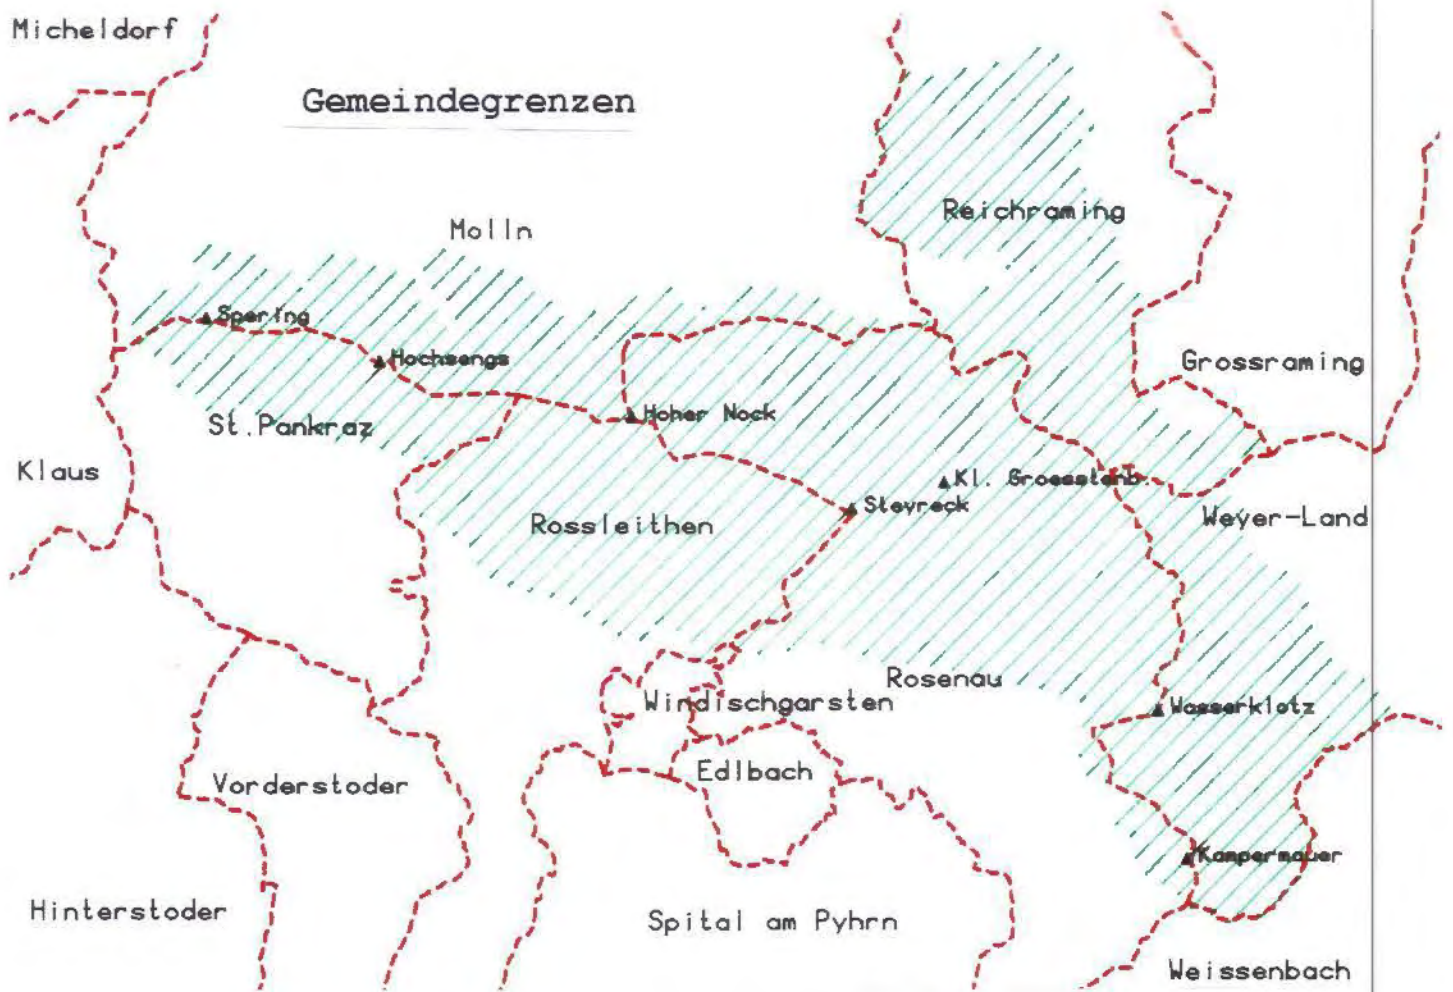 Micheldorf
Gemeindegrenzen
Reichraming
Molln
Spering
Hochsengs
Grossraming
Hoher Nock
St.Pankraz
Klaus
Kl. Groesstenb.
Steyreck
Rossleithen
Weyer-Land
Rosenau
Windischgarsten
Wasserklotz
Edlbach
Vorderstoder
Kampermauer
Hinterstoder
Spital am Pyhrn
Weissenbach